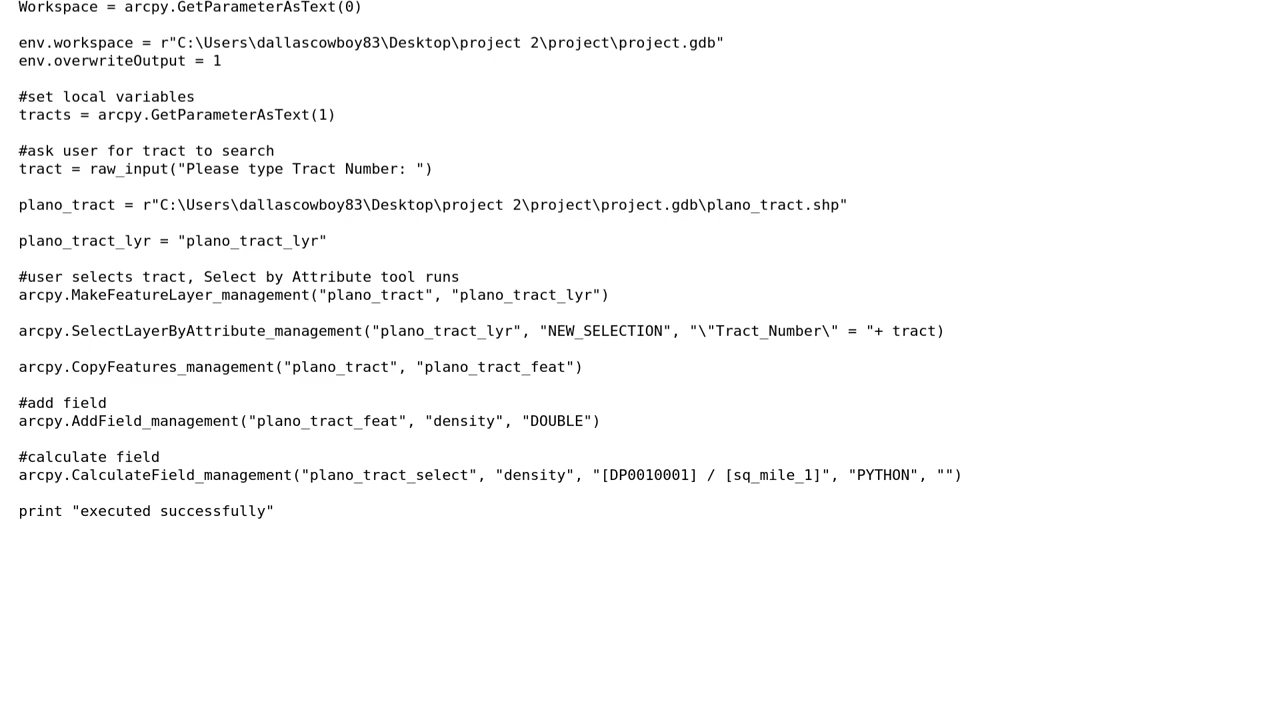 Workspace = arcpy.GetParameterAsText(0)
env.workspace = r"C:\Users\dallascowboy83\Desktop\project 2\project\project.gdb"
env.overwriteOutput = 1
#set local variables
tracts = arcpy.GetParameterAsText(1)
#ask user for tract to search
tract = raw_input("Please type Tract Number: ")
plano_tract = r"C:\Users\dallascowboy83\Desktop\project 2\project\project.gdb\plano_tract.shp"
plano_tract_lyr = "plano_tract_lyr"
#user selects tract, Select by Attribute tool runs
arcpy.MakeFeatureLayer_management("plano_tract", "plano_tract_lyr")
arcpy.SelectLayerByAttribute_management("plano_tract_lyr", "NEW_SELECTION", "\"Tract_Number\" = "+ tract)
arcpy.CopyFeatures_management("plano_tract", "plano_tract_feat")
#add field
arcpy.AddField_management("plano_tract_feat", "density", "DOUBLE")
#calculate field
arcpy.CalculateField_management("plano_tract_select", "density", "[DP0010001] / [sq_mile_1]", "PYTHON", "")
print "executed successfully"